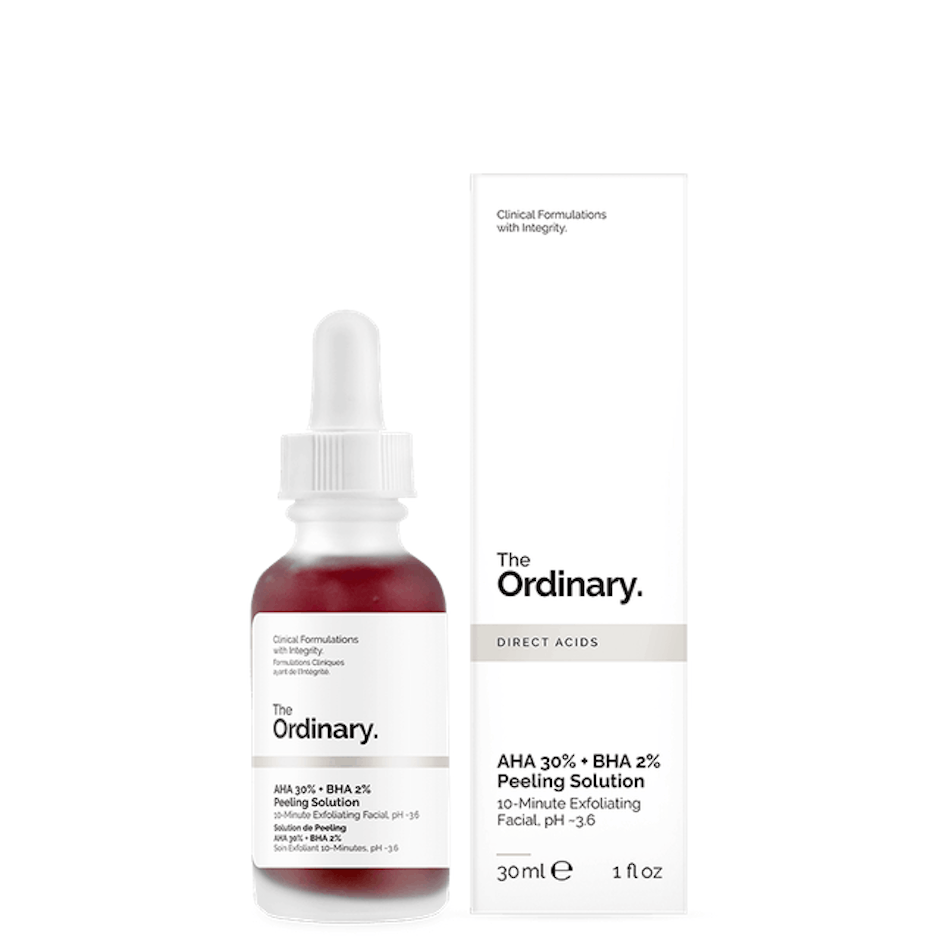 Clinical Formulations
with Integrity.
The
Ordinary.
DIRECT ACIDS
AHA 30% + BHA 2%
Peeling Solution
10-Minute Exfoliating
Facial, pH ~3.6
30 ml ℮ 1 fl oz
Clinical Formulations
with Integrity.
Formulations Cliniques
ayant de l'Intégrité.
The
Ordinary.
AHA 30% + BHA 2%
Peeling Solution
10-Minute Exfoliating Facial, pH ~3.6
Solution de Peeling
AHA 30% + BHA 2%
Soin Exfoliant 10-Minutes, pH ~3.6